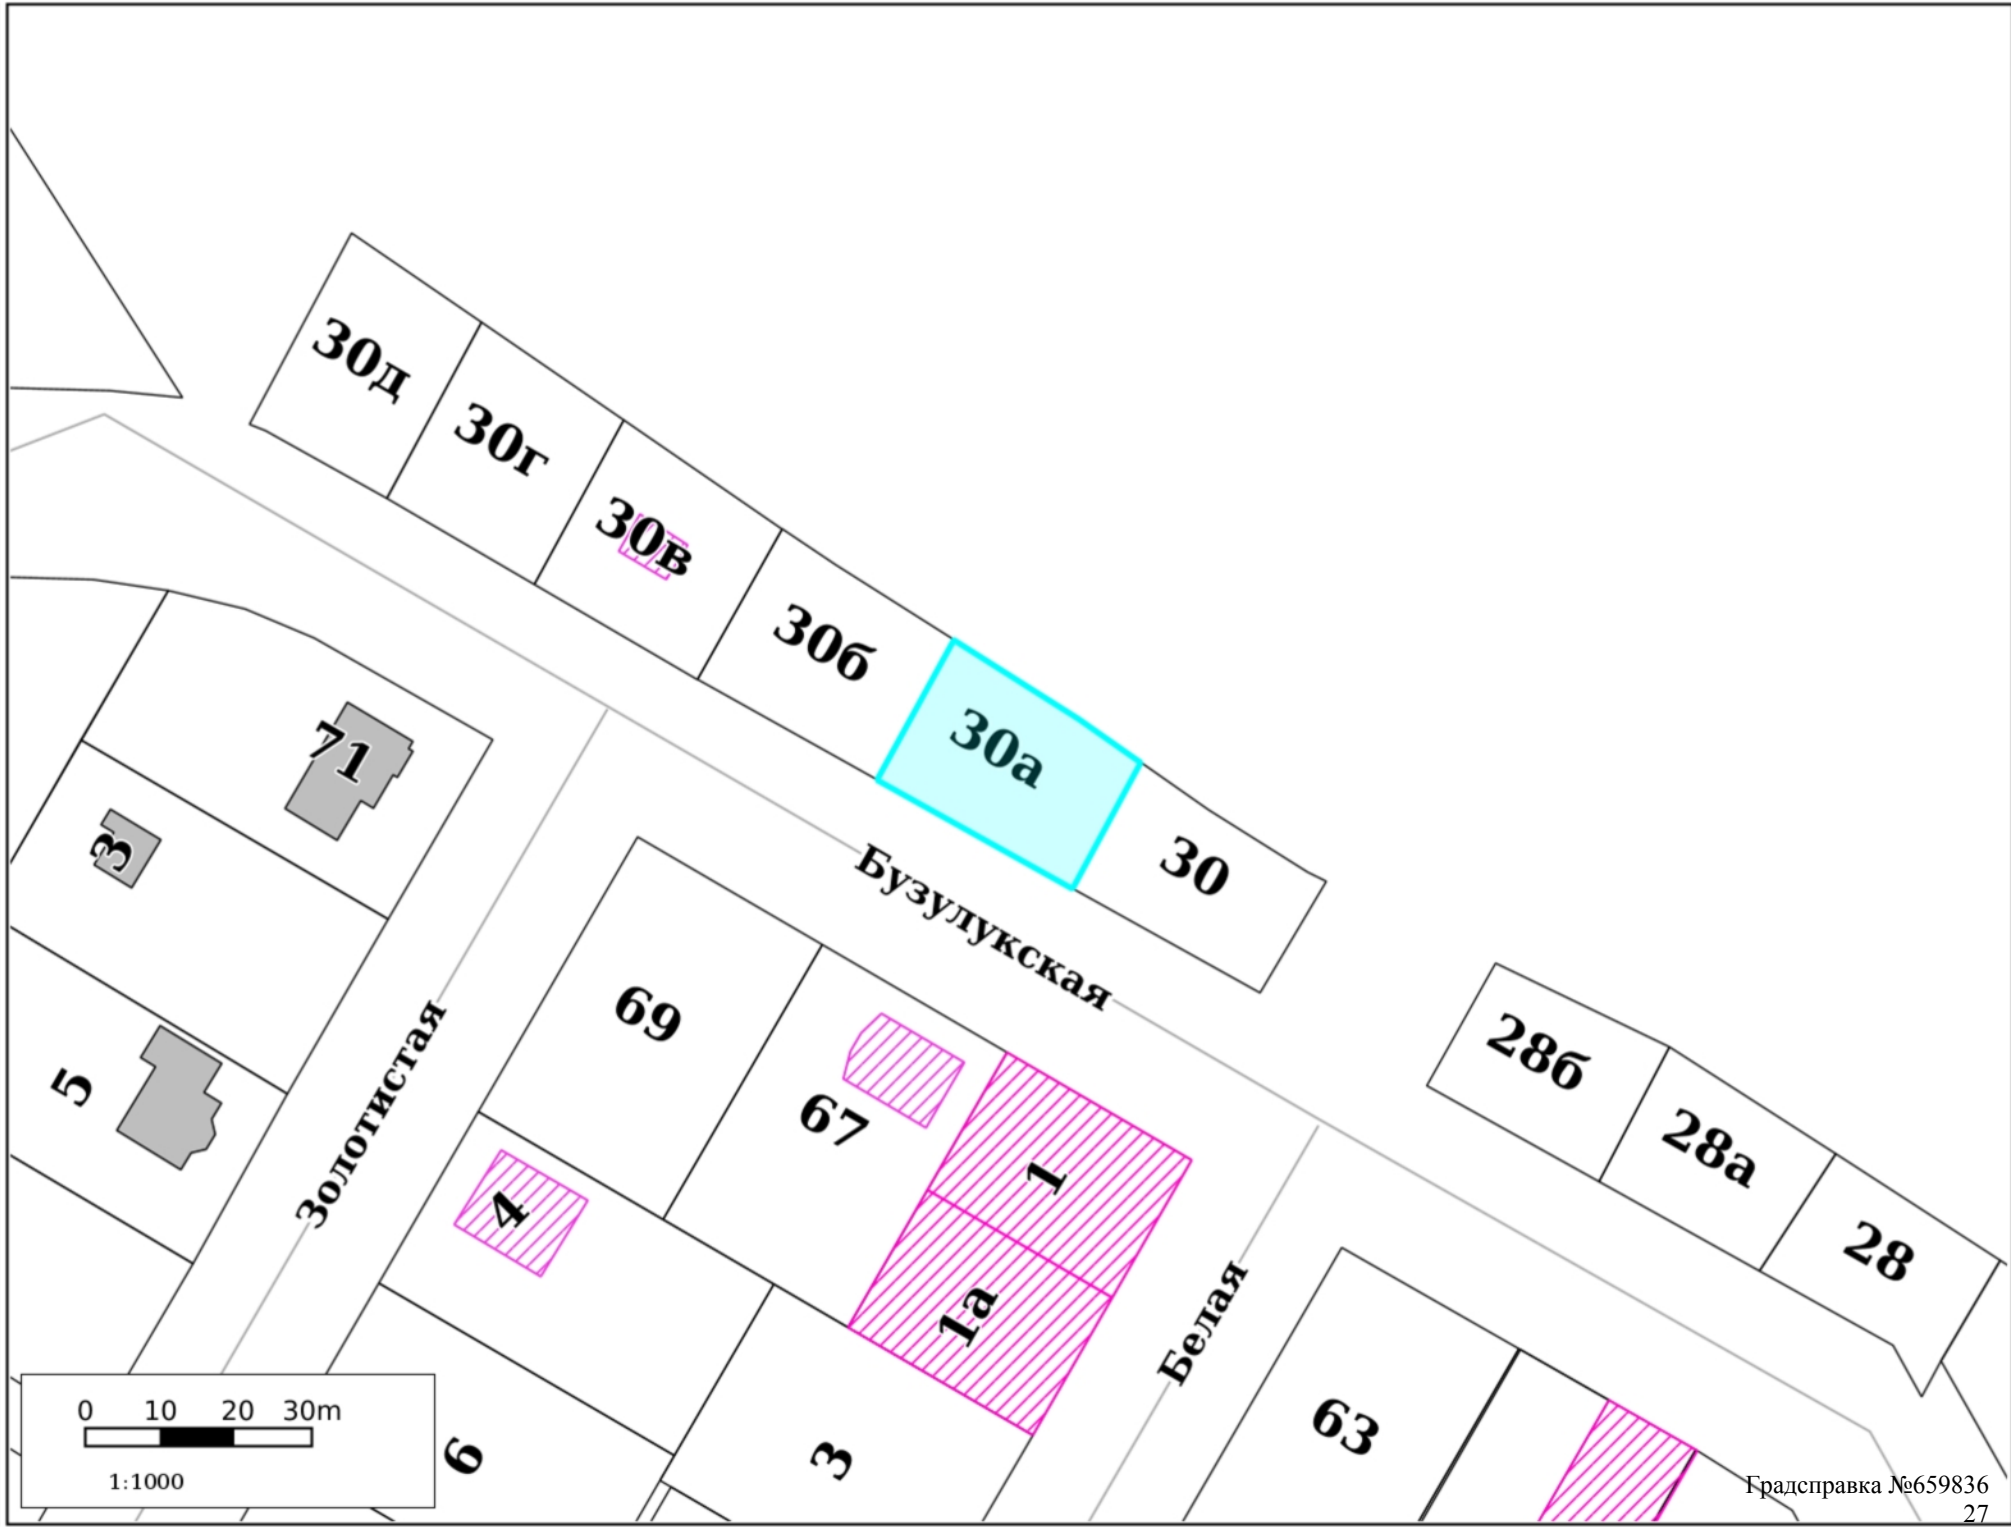 30д
30г
30в
30б
71
30а
3
30
Бузулукская
69
28б
5
67
28а
Золотистая
1
4
28
1а
Белая
63
0 10 20 30m
6
3
1:1000
Градсправка №659836
27